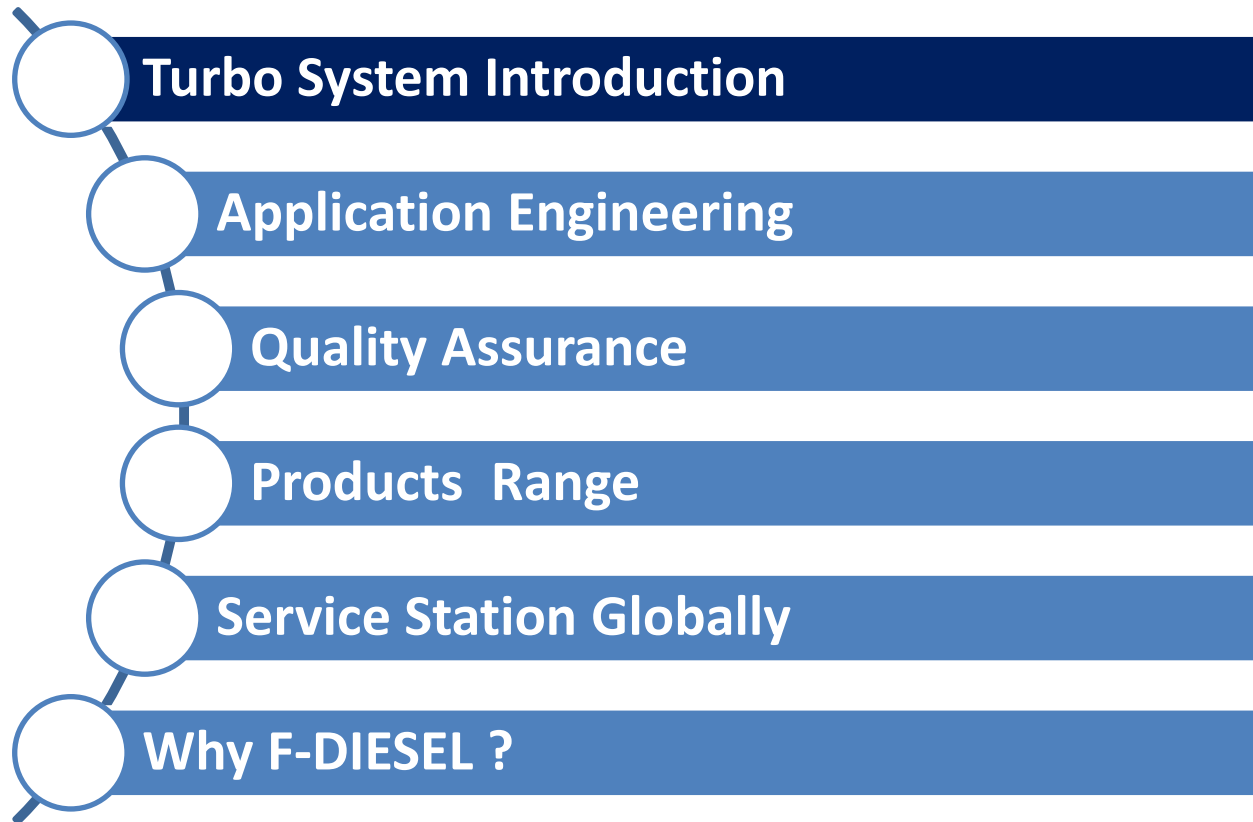 Turbo System Introduction
Application Engineering
Quality Assurance
Products  Range
Service Station Globally
Why F-DIESEL ?